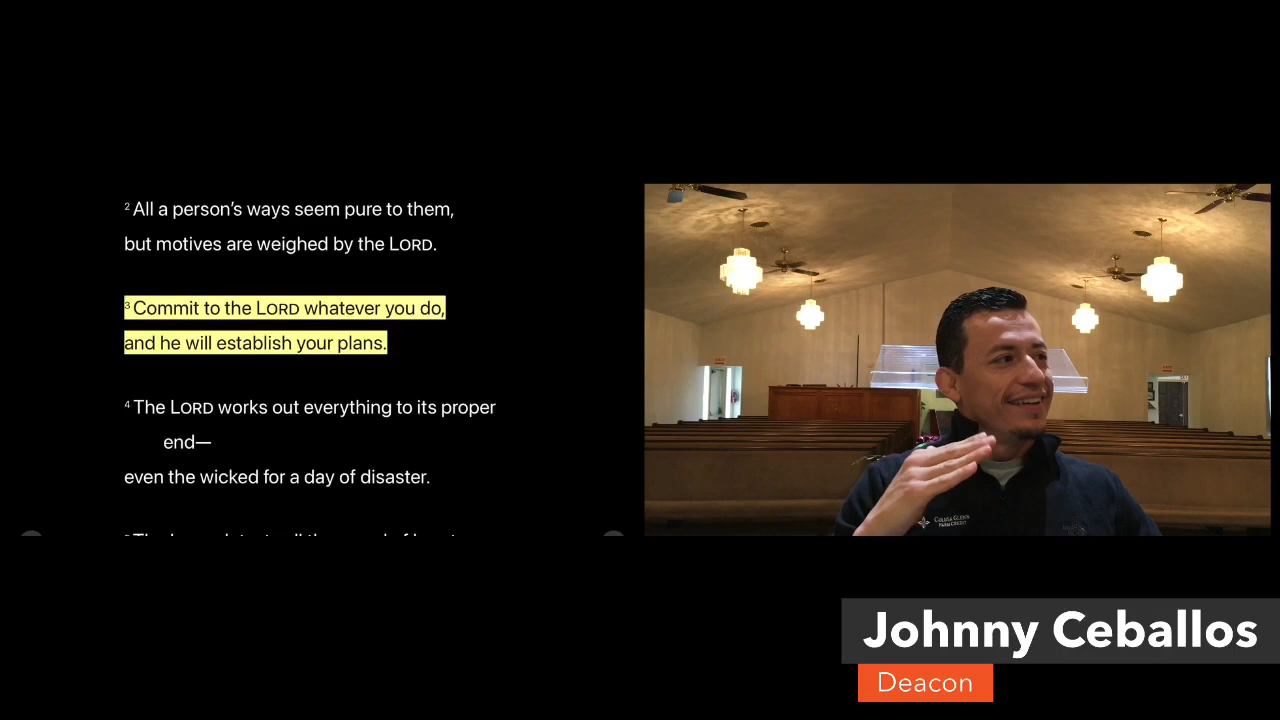 2 All a person's ways seem pure to them,
but motives are weighed by the LORD.
3 Commit to the LORD whatever you do,
and he will establish your plans.
4 The LORD works out everything to its proper
end—
even the wicked for a day of disaster.
FARM CREDIT
Johnny Ceballos
Deacon